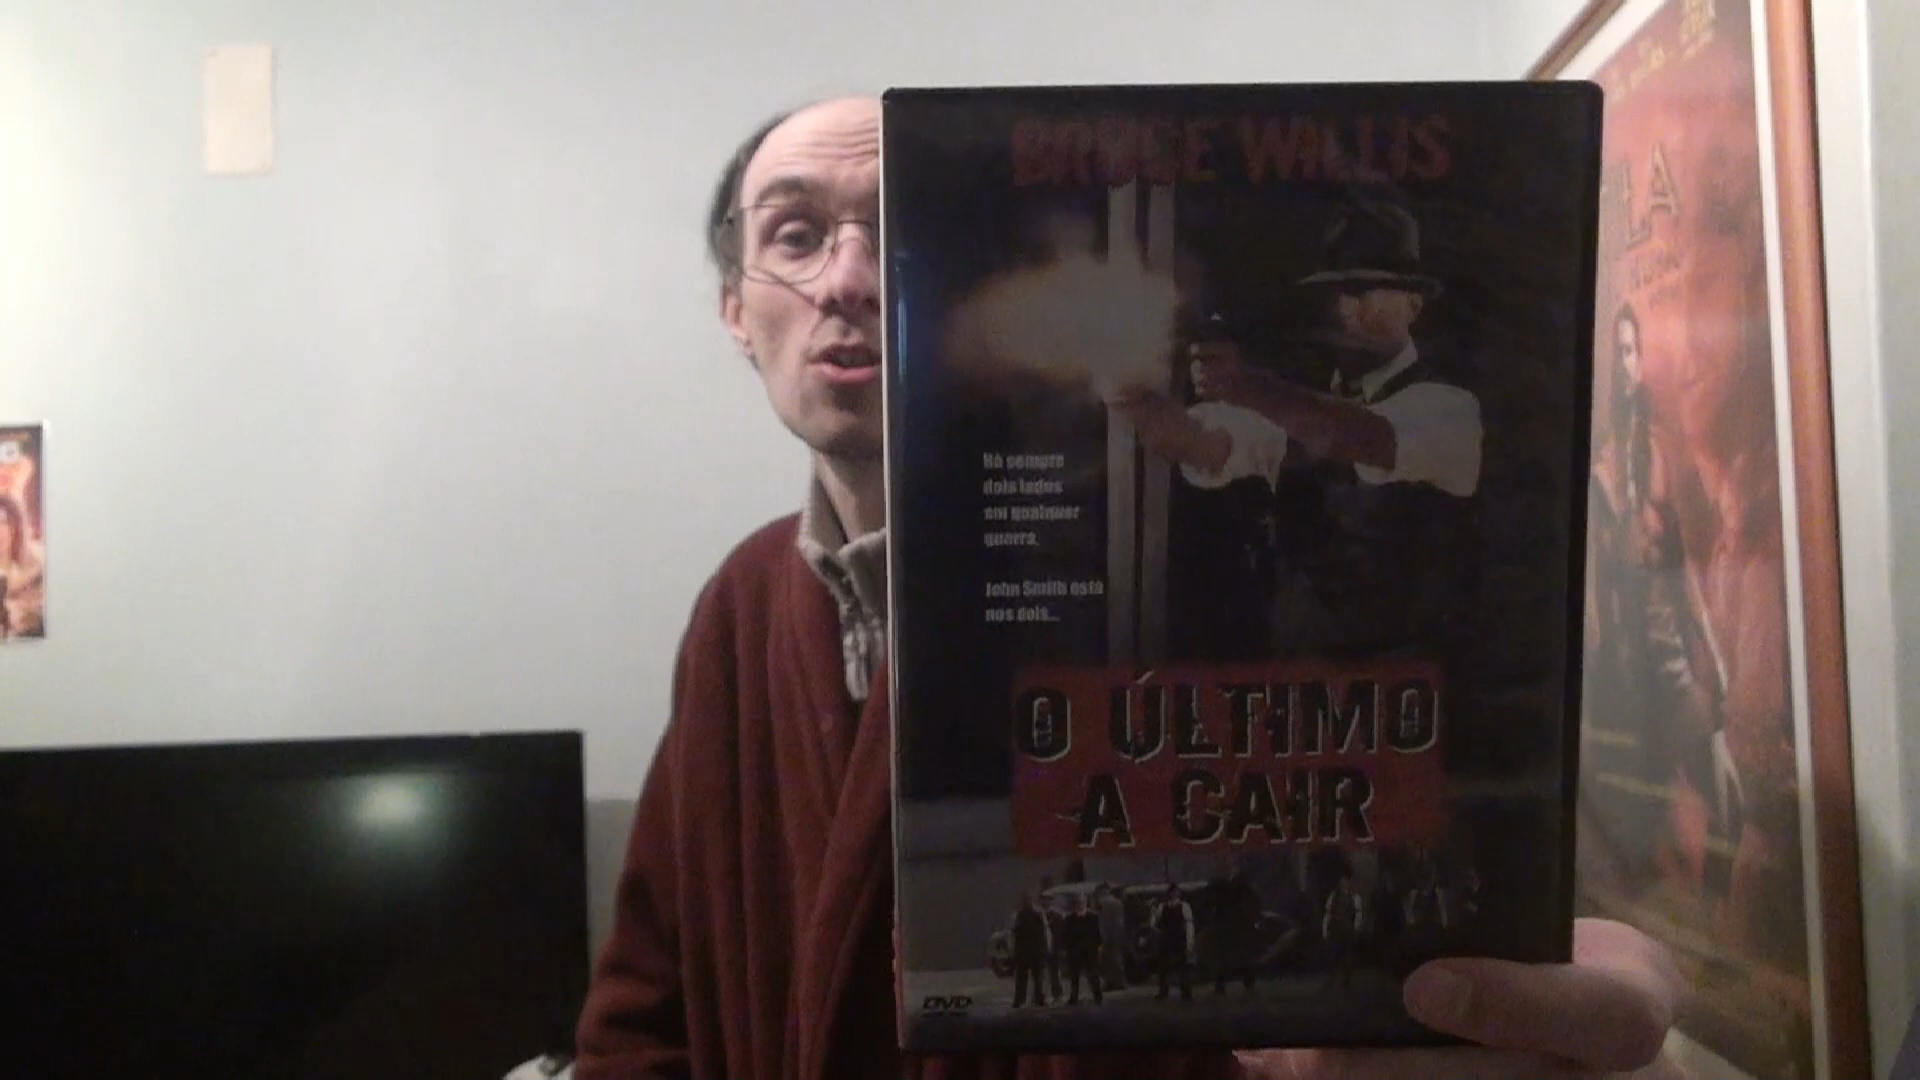 BRUCE WILLIS
Há sempre
dois lados
em qualquer
guerra.
John Smith está
nos dois...
O ÚLTIMO
A CAIR
DVD